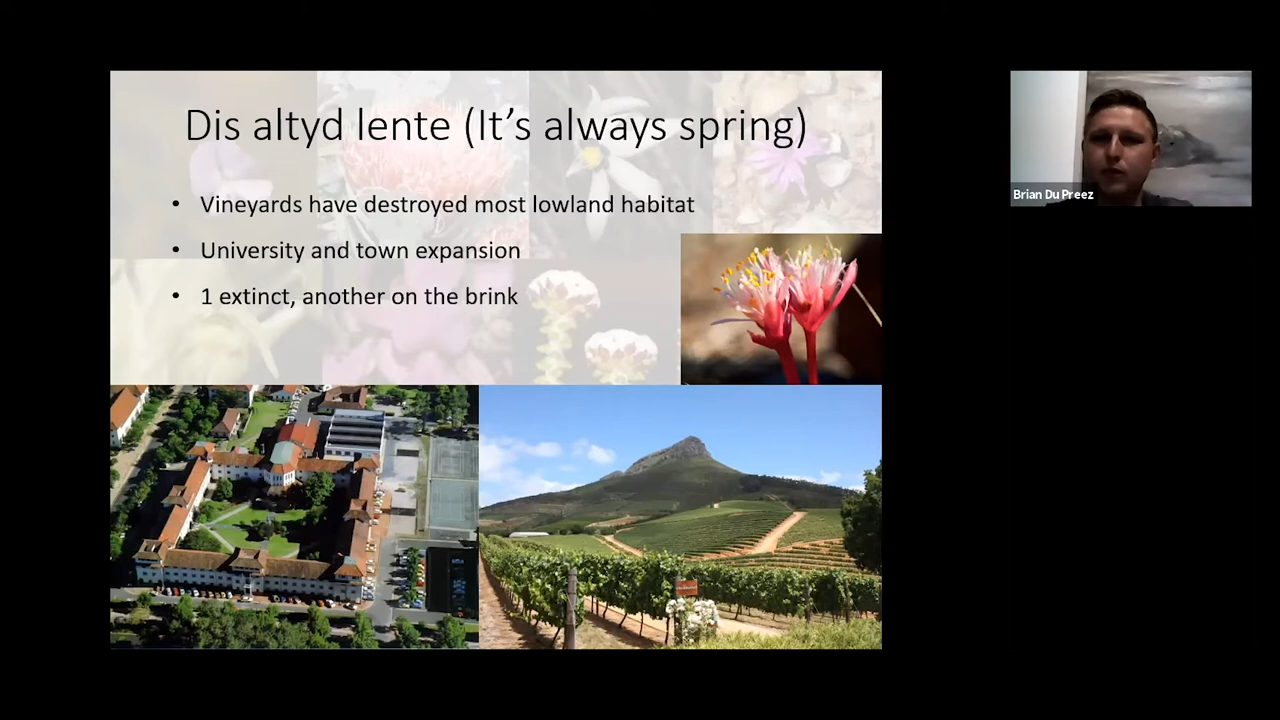 Dis altyd lente (It's always spring)
• Vineyards have destroyed most lowland habitat
• University and town expansion
• 1 extinct, another on the brink
Brian Du Preez